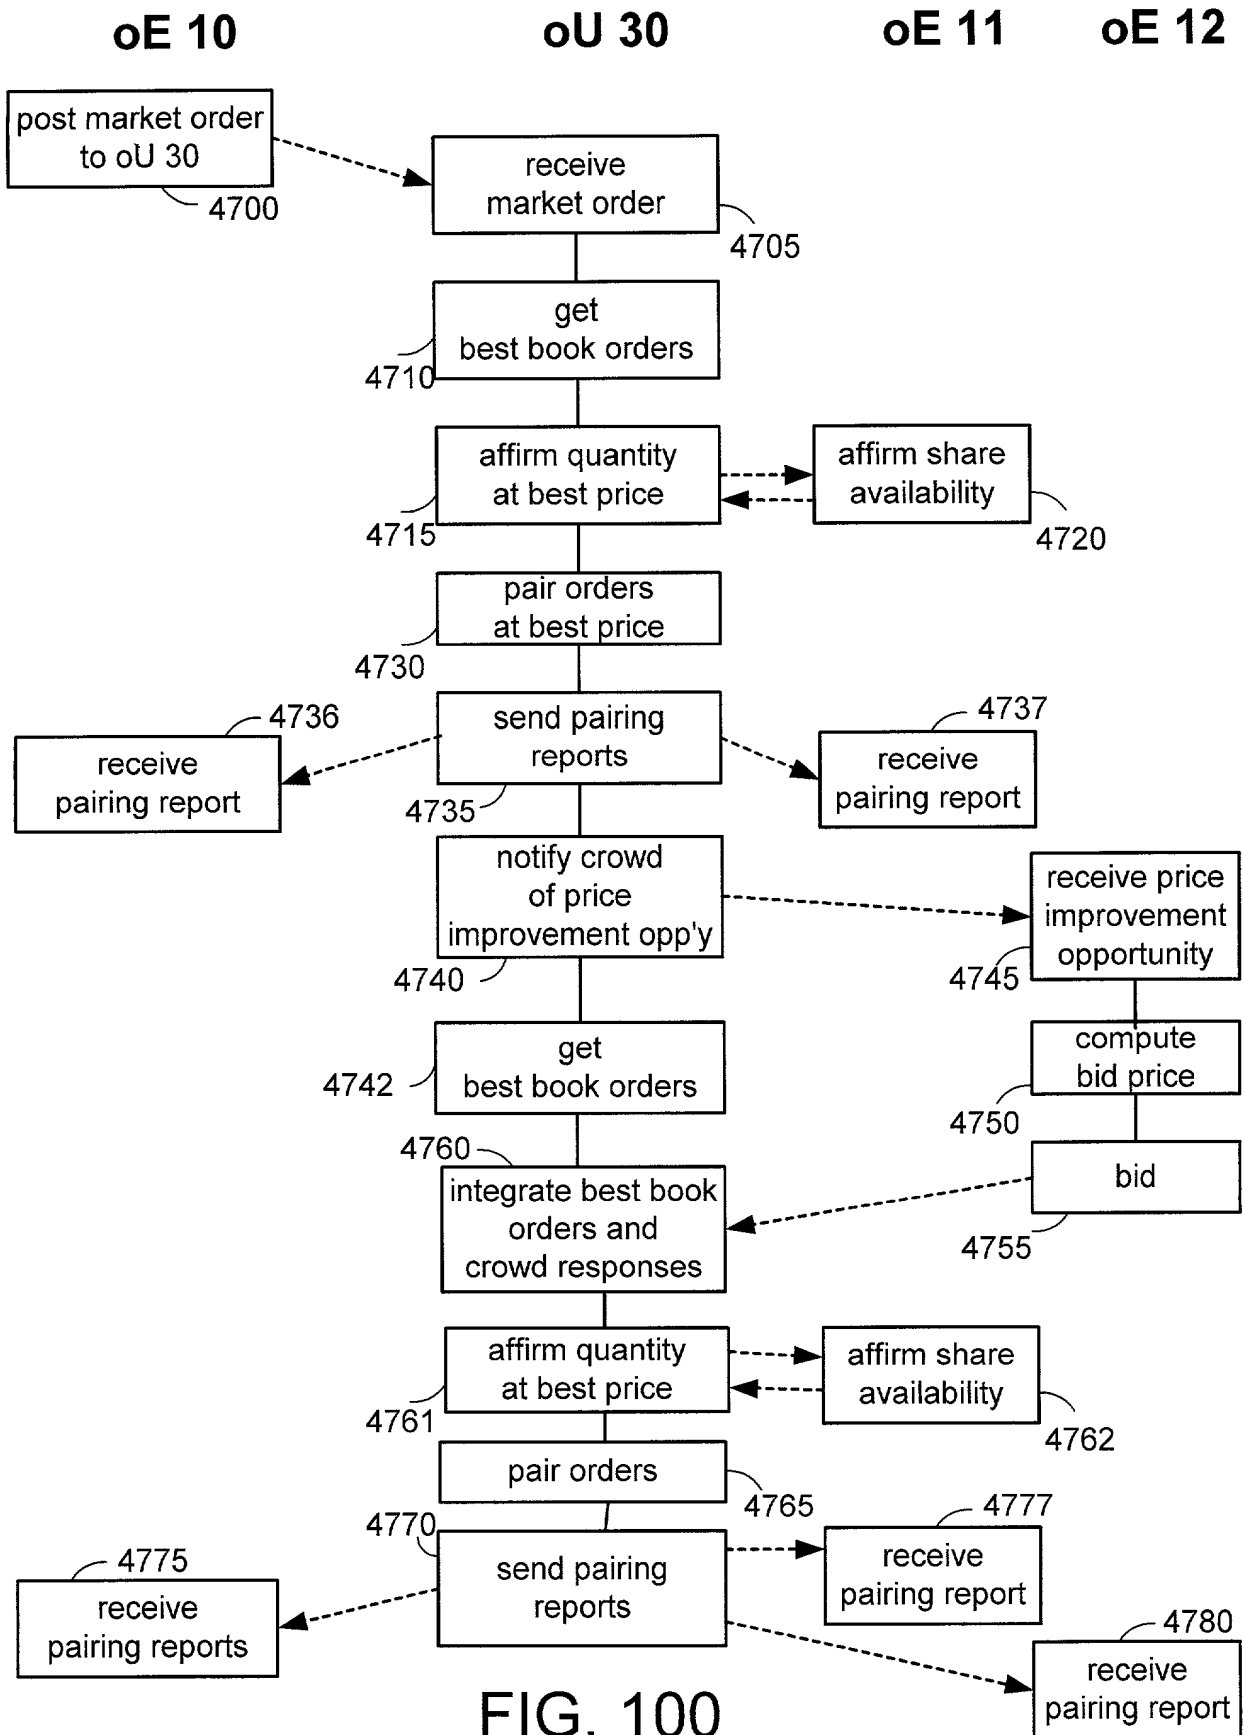 oE 10
oU 30
oE 11
oE 12
post market order
to oU 30
4700
receive
market order
4705
get
best book orders
4710
affirm quantity
at best price
4715
affirm share
availability
4720
pair orders
at best price
4730
send pairing
reports
4735
4736
receive
pairing report
4737
receive
pairing report
notify crowd
of price
improvement opp'y
4740
receive price
improvement
opportunity
4745
get
best book orders
4742
compute
bid price
4750
bid
4755
4760
integrate best book
orders and
crowd responses
affirm quantity
at best price
4761
affirm share
availability
4762
pair orders
4765
4770
send pairing
reports
4777
receive
pairing report
4775
receive
pairing reports
4780
receive
pairing report
FIG. 100